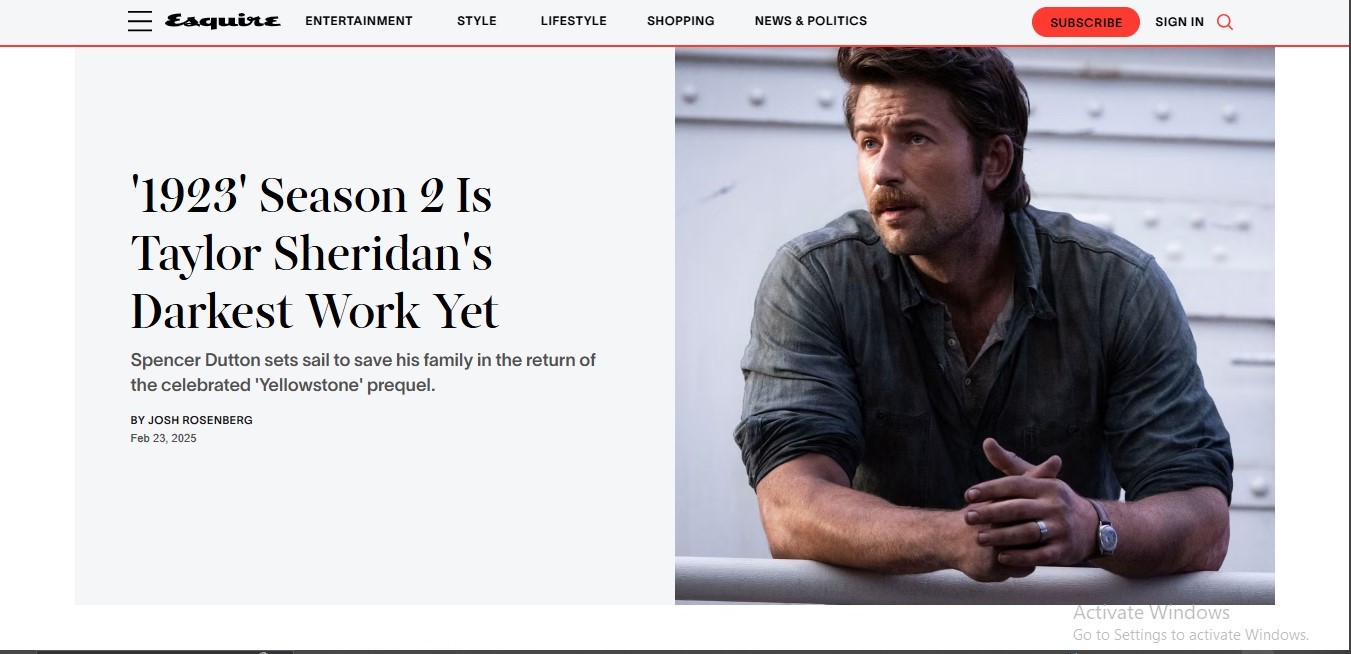 Esquire ENTERTAINMENT STYLE LIFESTYLE SHOPPING NEWS & POLITICS SUBSCRIBE SIGN IN
'1923' Season 2 Is
Taylor Sheridan's
Darkest Work Yet
Spencer Dutton sets sail to save his family in the return of
the celebrated 'Yellowstone' prequel.
BY JOSH ROSENBERG
Feb 23, 2025
Activate Windows
Go to Settings to activate Windows.